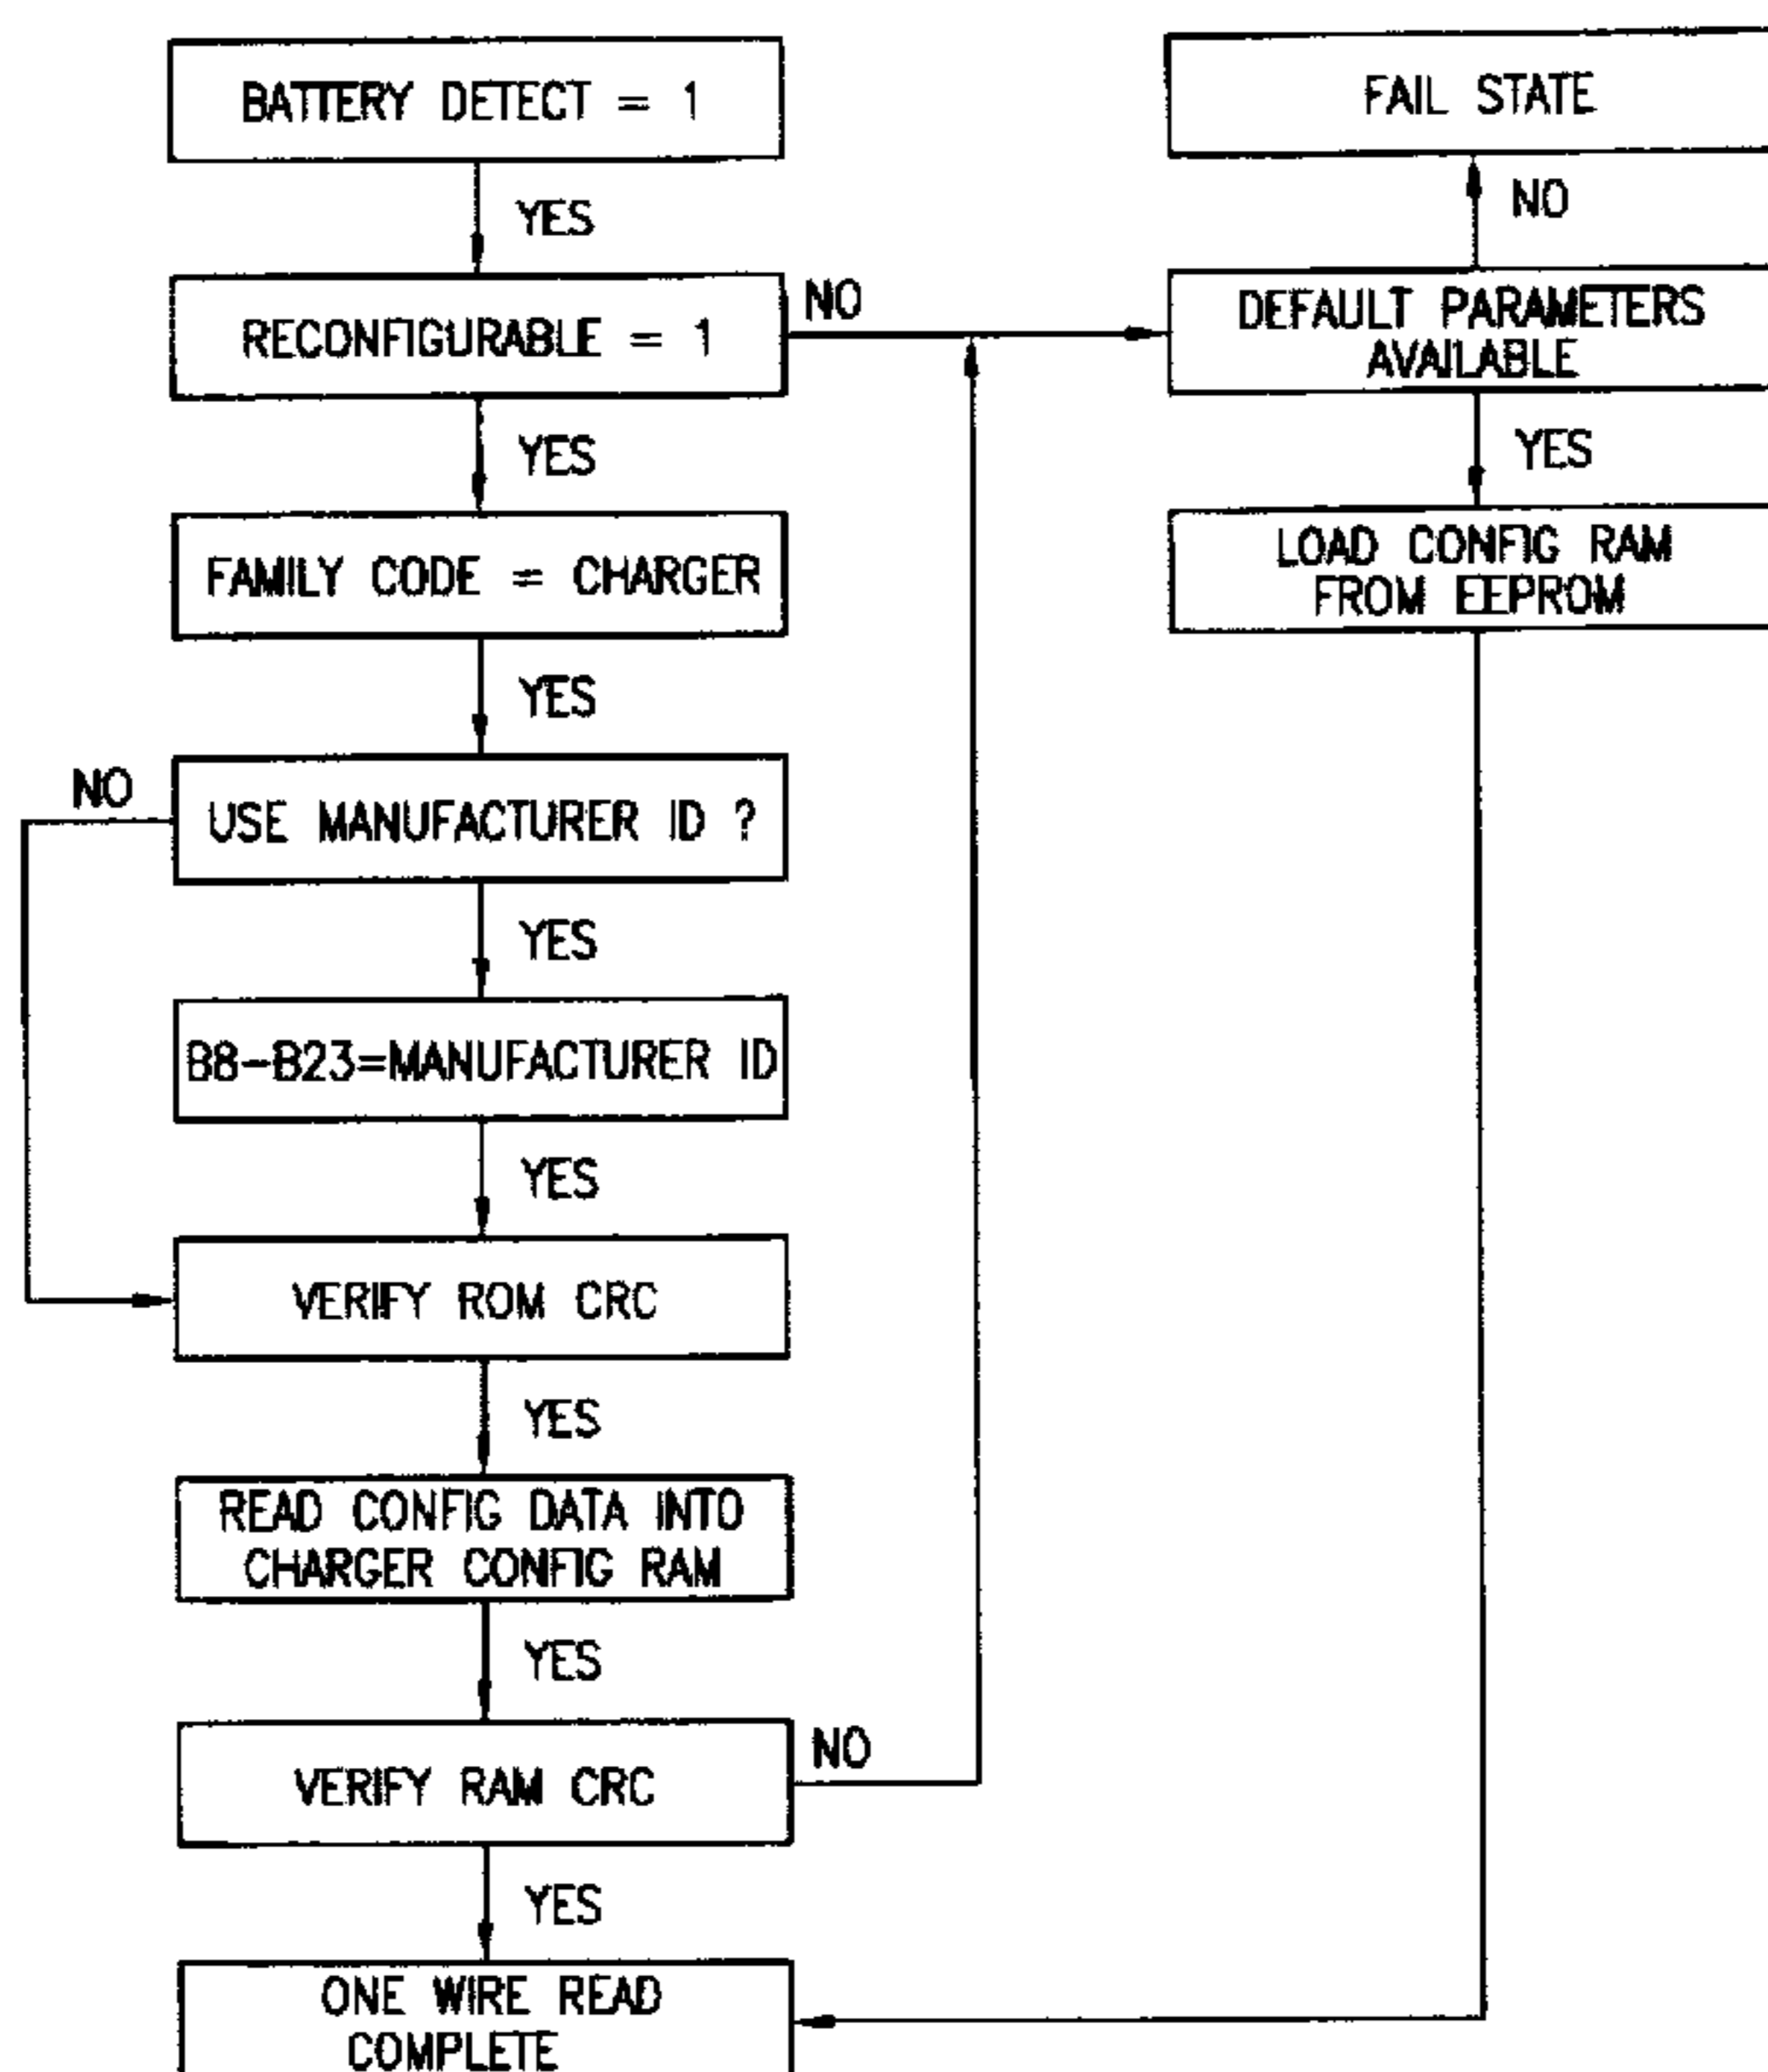 BATTERY DETECT = 1
YES
RECONFIGURABLE = 1
NO
YES
FAMILY CODE = CHARGER
YES
USE MANUFACTURER ID ?
NO
YES
B8-B23=MANUFACTURER ID
YES
VERIFY ROM CRC
YES
READ CONFIG DATA INTO
CHARGER CONFIG RAM
YES
VERIFY RAM CRC
NO
YES
ONE WIRE READ
COMPLETE
FAIL STATE
NO
DEFAULT PARAMETERS
AVAILABLE
YES
LOAD CONFIG RAM
FROM EEPROM